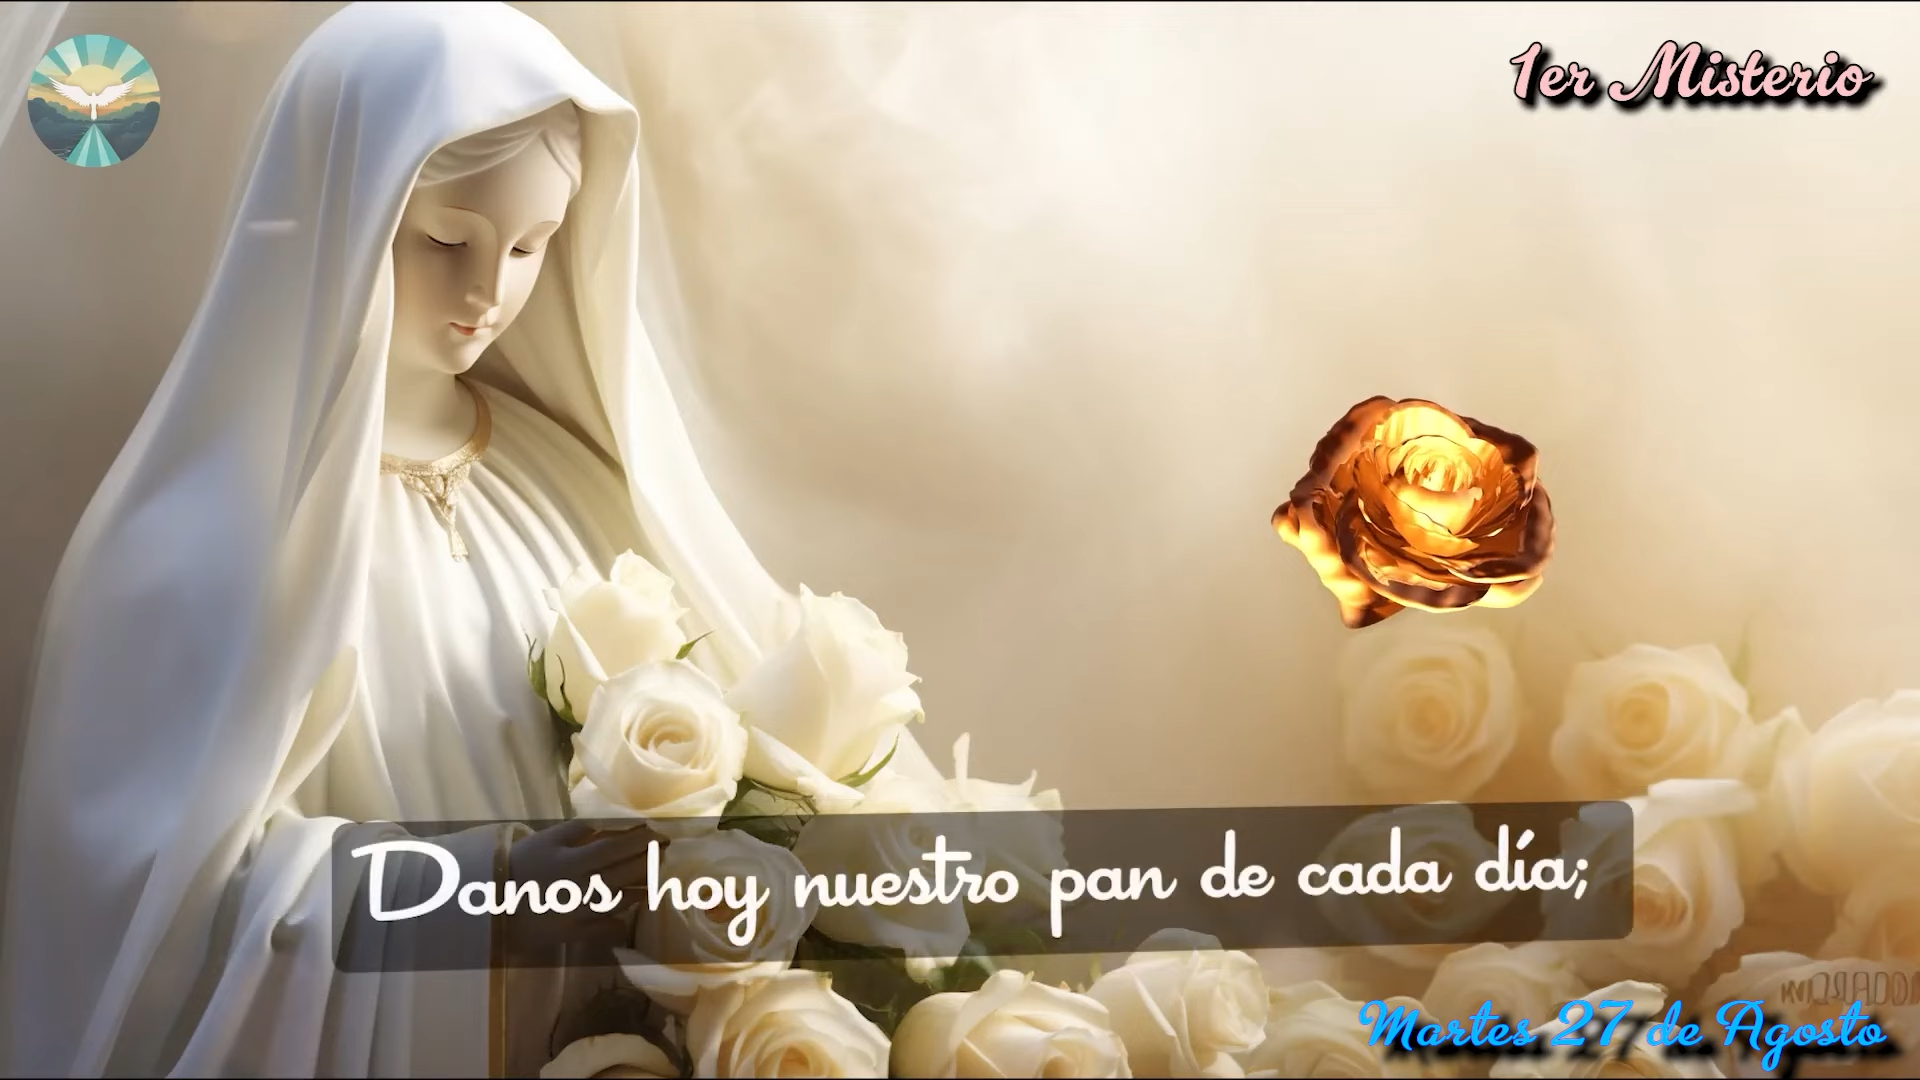 1er Misterio
Danos hoy nuestro pan de cada día;
Martes 27 de Agosto